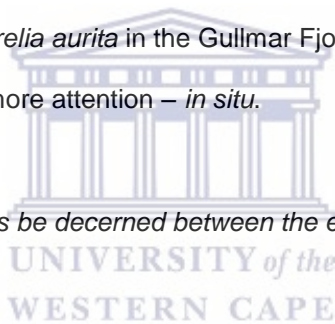 relia aurita in the Gullmar Fjo
more attention – in situ.
s be decerned between the e
UNIVERSITY of the
WESTERN CAPE